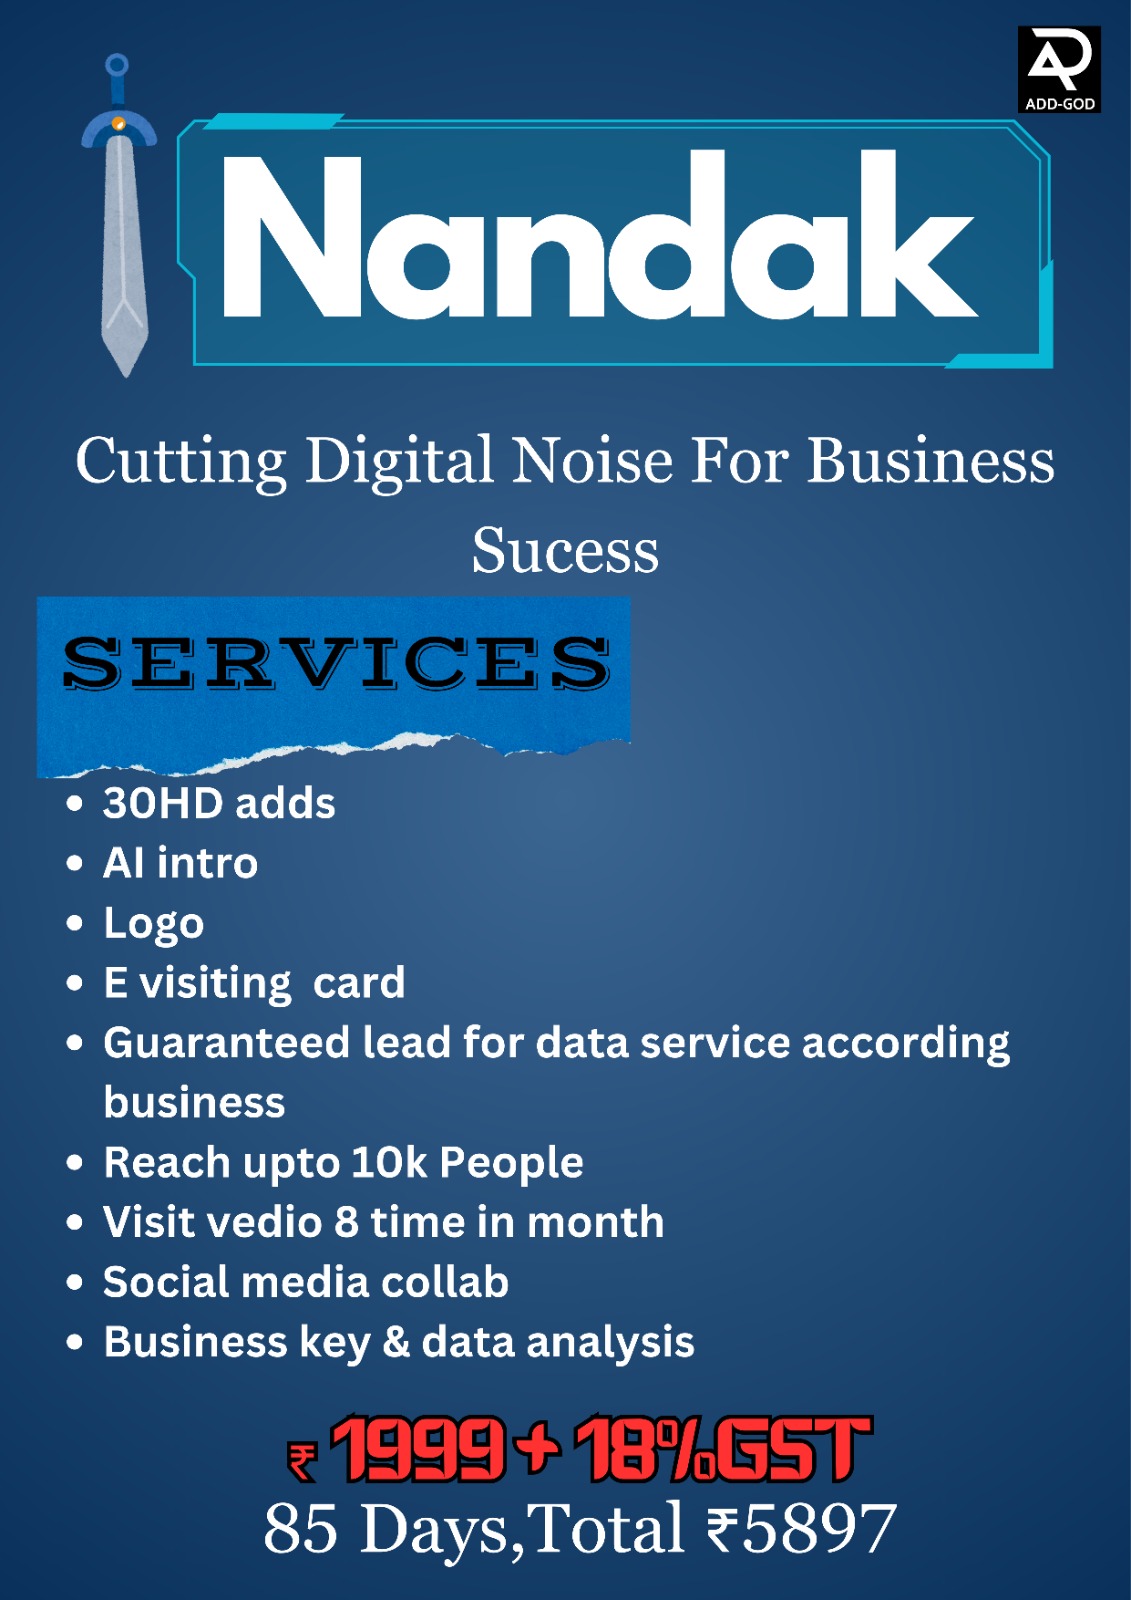 ADD-GOD
Nandak
Cutting Digital Noise For Business
Sucess
SERVICES
• 30HD adds
• AI intro
• Logo
• E visiting  card
• Guaranteed lead for data service according
business
• Reach upto 10k People
• Visit vedio 8 time in month
• Social media collab
• Business key & data analysis
₹ 1999 + 18%GST
85 Days,Total ₹5897